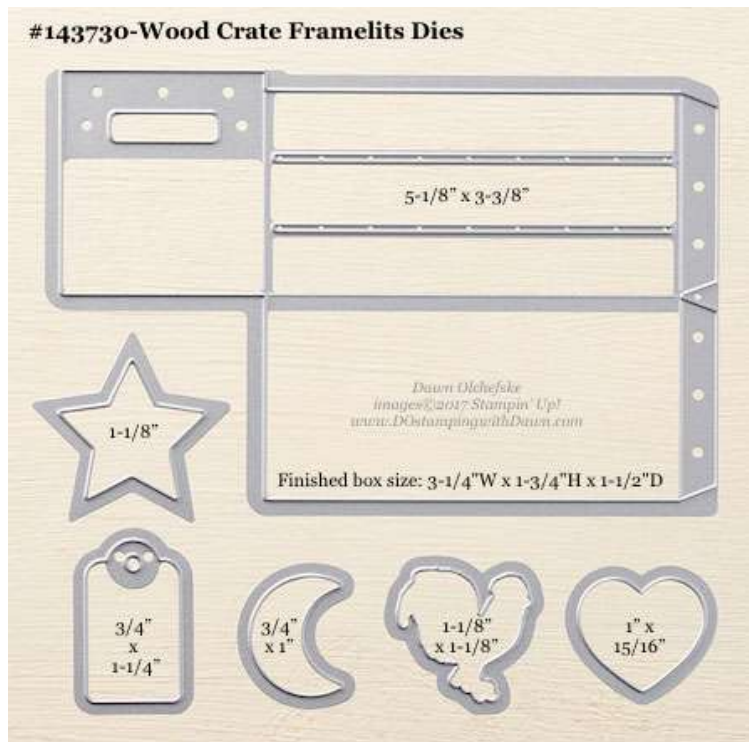 #143730-Wood Crate Framelits Dies
5-1/8” x 3-3/8”
Dawn Olchefske
images©2017 Stampin' Up!
www.DOstampingwithDawn.com
1-1/8”
Finished box size: 3-1/4”W x 1-3/4”H x 1-1/2”D
3/4”
x
1-1/4”
3/4”
x 1”
1-1/8”
x 1-1/8”
1” x
15/16”